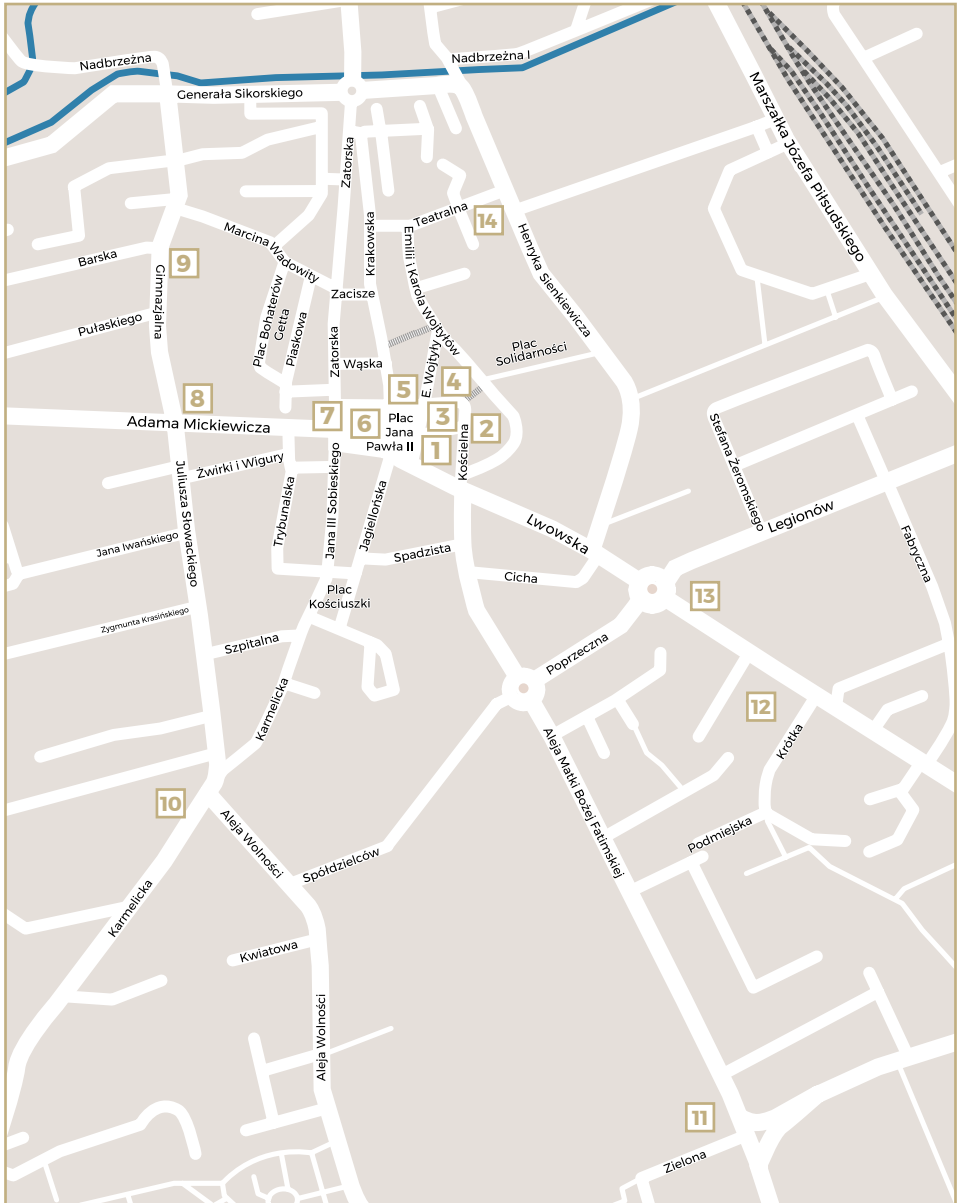 Nadbrzeżna
Nadbrzeżna I
Generała Sikorskiego
Marszałka Józefa Piłsudskiego
Zatorska
Krakowska
Teatralna
14
Emilii i Karola Wojtyłów
Henryka Sienkiewicza
Marcina Wadowity
Barska
9
Gimnazjalna
Plac Bohaterów
Getta
Piaskowa
Zacisze
Pułaskiego
Zatorska
Wąska
E. Wojtyły
Plac
Solidarności
4
5
8
7
6
Plac
Jana
Pawła II
3
2
1
Kościelna
Adama Mickiewicza
Stefana Żeromskiego
Żwirki i Wigury
Juliusza Słowackiego
Trybunalska
Jana III Sobieskiego
Jagiellońska
Lwowska
Legionów
Fabryczna
Jana Iwańskiego
Spadzista
Cicha
Plac
Kościuszki
13
Zygmunta Krasińskiego
Szpitalna
Poprzeczna
Karmelicka
12
Krótka
Aleja Matki Bożej Fatimskiej
10
Aleja Wolności
Podmiejska
Spółdzielców
Karmelicka
Kwiatowa
Aleja Wolności
11
Zielona